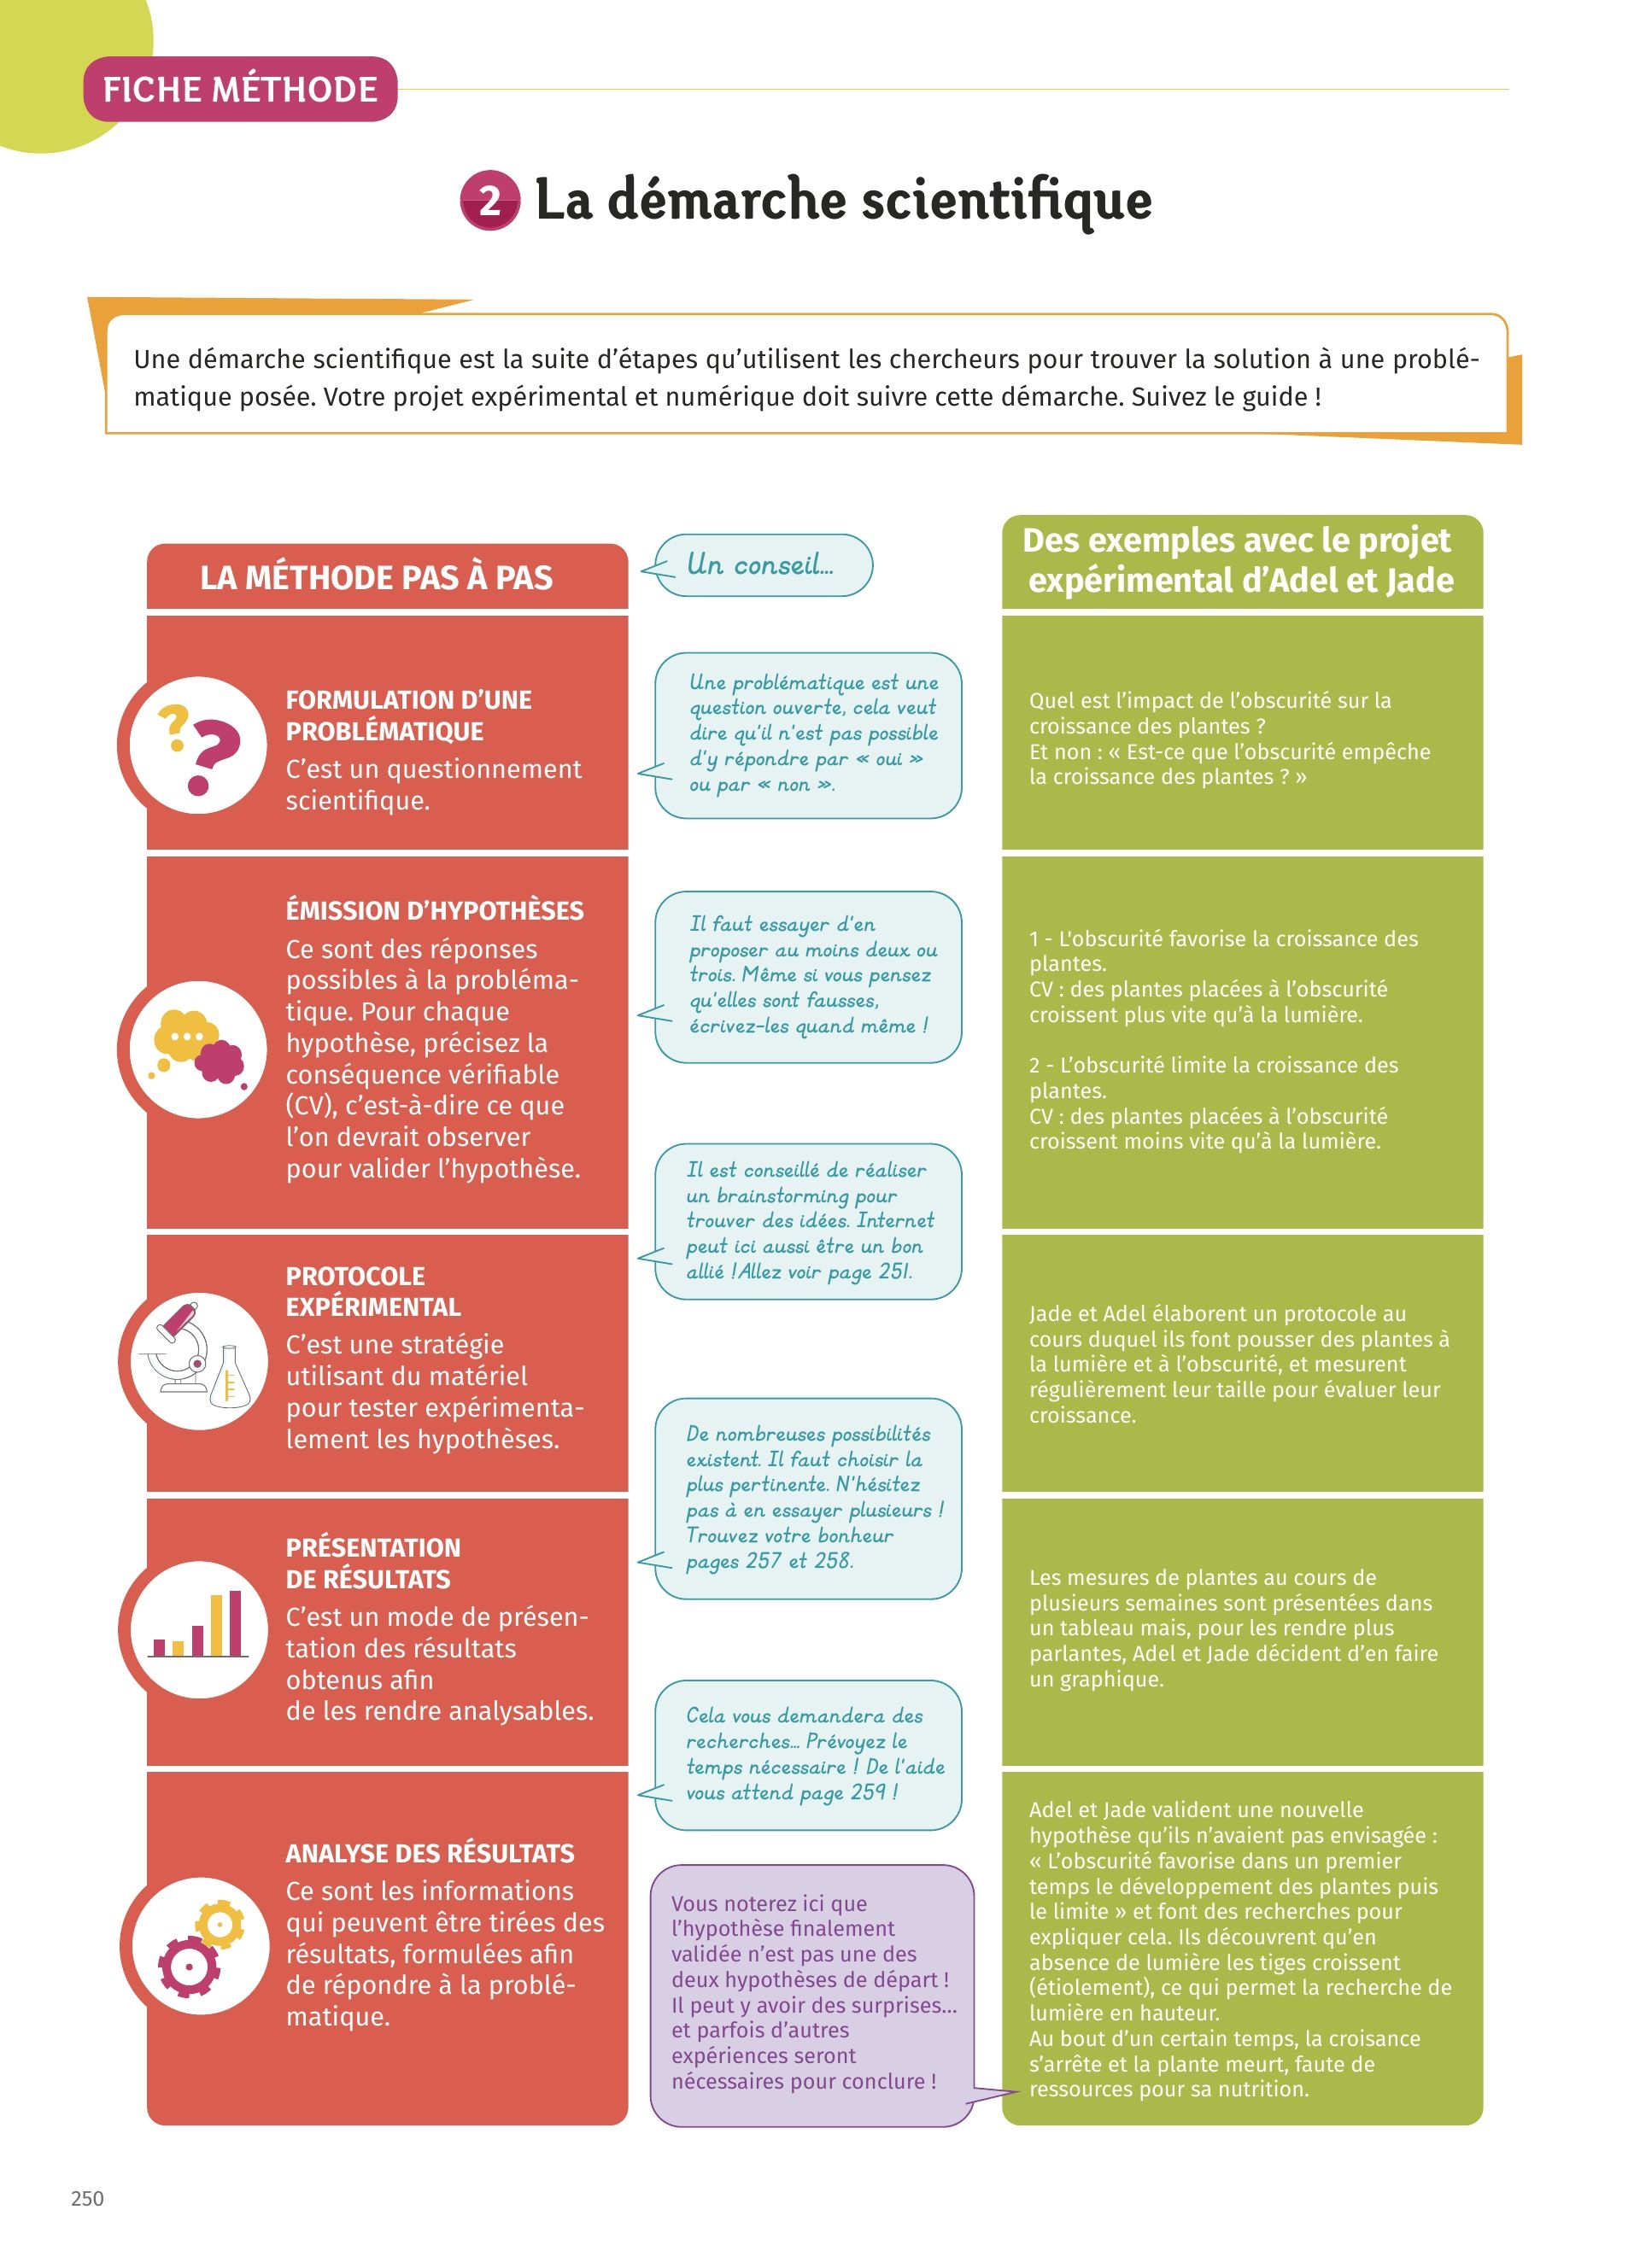 FICHE MÉTHODE
2 La démarche scientifique
Une démarche scientifique est la suite d’étapes qu’utilisent les chercheurs pour trouver la solution à une problé-
matique posée. Votre projet expérimental et numérique doit suivre cette démarche. Suivez le guide !
LA MÉTHODE PAS À PAS
Un conseil...
Des exemples avec le projet
expérimental d’Adel et Jade
FORMULATION D’UNE
PROBLÉMATIQUE
C’est un questionnement
scientifique.
Une problématique est une
question ouverte, cela veut
dire qu'il n'est pas possible
d'y répondre par « oui »
ou par « non ».
Quel est l’impact de l’obscurité sur la
croissance des plantes ?
Et non : « Est-ce que l’obscurité empêche
la croissance des plantes ? »
ÉMISSION D’HYPOTHÈSES
Ce sont des réponses
possibles à la probléma-
tique. Pour chaque
hypothèse, précisez la
conséquence vérifiable
(CV), c’est-à-dire ce que
l’on devrait observer
pour valider l’hypothèse.
Il faut essayer d'en
proposer au moins deux ou
trois. Même si vous pensez
qu'elles sont fausses,
écrivez-les quand même !
1 - L'obscurité favorise la croissance des
plantes.
CV : des plantes placées à l’obscurité
croissent plus vite qu’à la lumière.
2 - L’obscurité limite la croissance des
plantes.
CV : des plantes placées à l’obscurité
croissent moins vite qu’à la lumière.
PROTOCOLE
EXPÉRIMENTAL
C’est une stratégie
utilisant du matériel
pour tester expérimenta-
lement les hypothèses.
Il est conseillé de réaliser
un brainstorming pour
trouver des idées. Internet
peut ici aussi être un bon
allié !Allez voir page 251.
Jade et Adel élaborent un protocole au
cours duquel ils font pousser des plantes à
la lumière et à l’obscurité, et mesurent
régulièrement leur taille pour évaluer leur
croissance.
PRÉSENTATION
DE RÉSULTATS
C’est un mode de présen-
tation des résultats
obtenus afin
de les rendre analysables.
De nombreuses possibilités
existent. Il faut choisir la
plus pertinente. N'hésitez
pas à en essayer plusieurs !
Trouvez votre bonheur
pages 257 et 258.
Les mesures de plantes au cours de
plusieurs semaines sont présentées dans
un tableau mais, pour les rendre plus
parlantes, Adel et Jade décident d’en faire
un graphique.
ANALYSE DES RÉSULTATS
Ce sont les informations
qui peuvent être tirées des
résultats, formulées afin
de répondre à la problé-
matique.
Cela vous demandera des
recherches... Prévoyez le
temps nécessaire ! De l'aide
vous attend page 259 !
Vous noterez ici que
l’hypothèse finalement
validée n’est pas une des
deux hypothèses de départ !
Il peut y avoir des surprises...
et parfois d’autres
expériences seront
nécessaires pour conclure !
Adel et Jade valident une nouvelle
hypothèse qu’ils n’avaient pas envisagée :
« L’obscurité favorise dans un premier
temps le développement des plantes puis
le limite » et font des recherches pour
expliquer cela. Ils découvrent qu’en
absence de lumière les tiges croissent
(étiolement), ce qui permet la recherche de
lumière en hauteur.
Au bout d’un certain temps, la croisance
s’arrête et la plante meurt, faute de
ressources pour sa nutrition.
250